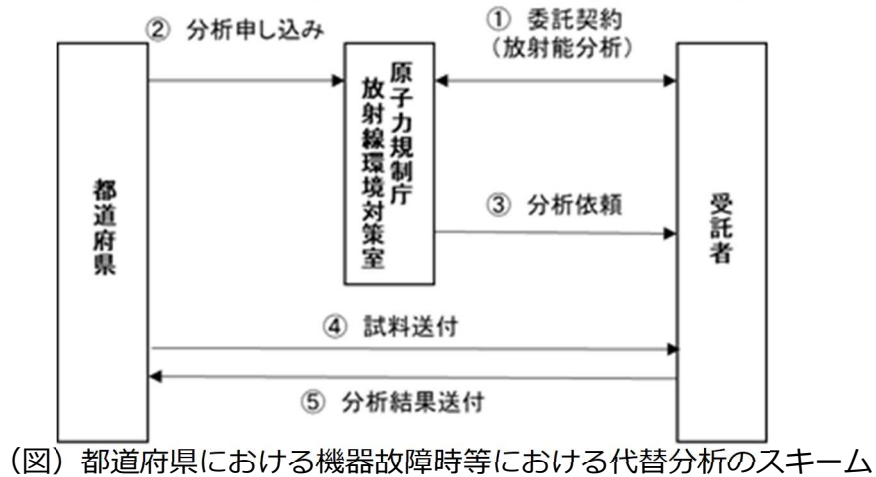 ② 分析申し込み
① 委託契約
（放射能分析）
都道府県
原子力規制庁
放射線環境対策室
受託者
③ 分析依頼
④ 試料送付
⑤ 分析結果送付
（図）都道府県における機器故障時等における代替分析のスキーム